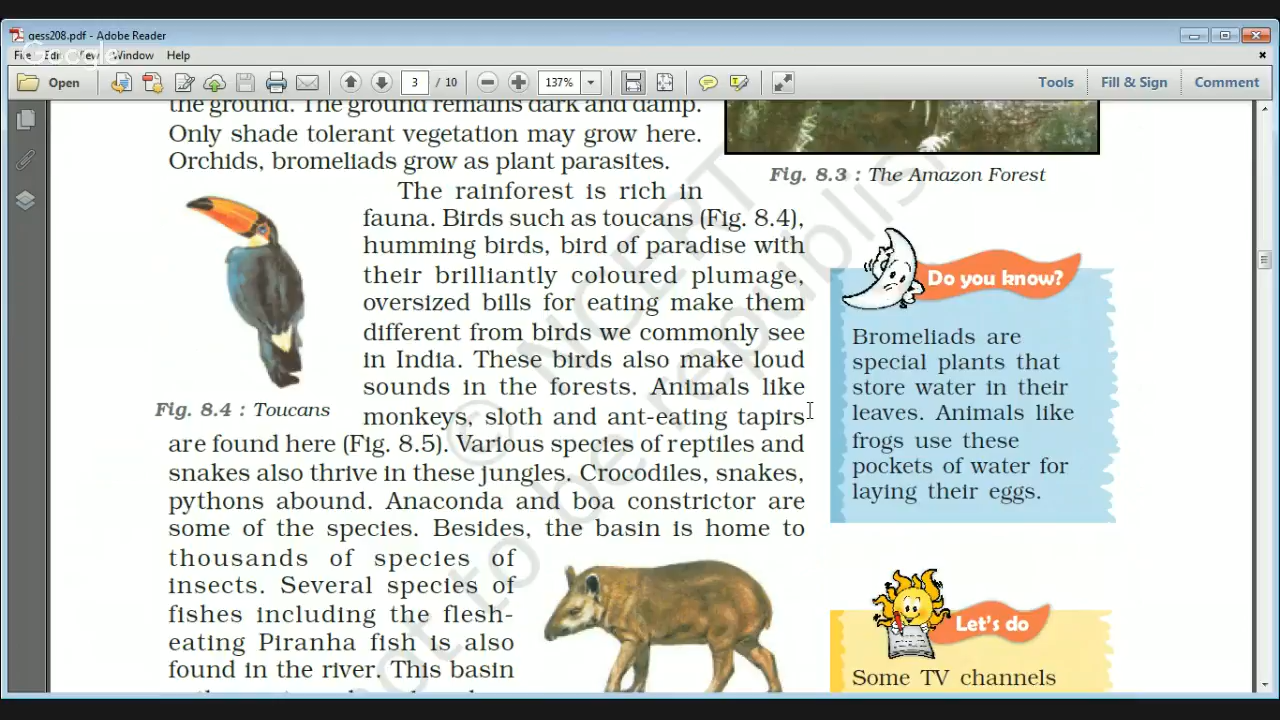 gess208.pdf - Adobe Reader
File Edit View Window Help
Google
Open
3 / 10
137%
Tools
Fill & Sign
Comment
the ground. The ground remains dark and damp.
Only shade tolerant vegetation may grow here.
Orchids, bromeliads grow as plant parasites.
Fig. 8.3 : The Amazon Forest
The rainforest is rich in
fauna. Birds such as toucans (Fig. 8.4),
humming birds, bird of paradise with
their brilliantly coloured plumage,
oversized bills for eating make them
different from birds we commonly see
in India. These birds also make loud
sounds in the forests. Animals like
monkeys, sloth and ant-eating tapirs
Fig. 8.4 : Toucans
are found here (Fig. 8.5). Various species of reptiles and
snakes also thrive in these jungles. Crocodiles, snakes,
pythons abound. Anaconda and boa constrictor are
some of the species. Besides, the basin is home to
thousands of species of
insects. Several species of
fishes including the flesh-
eating Piranha fish is also
found in the river. This basin
Do you know?
Bromeliads are
special plants that
store water in their
leaves. Animals like
frogs use these
pockets of water for
laying their eggs.
Let's do
Some TV channels
© NCERT
not to be republis